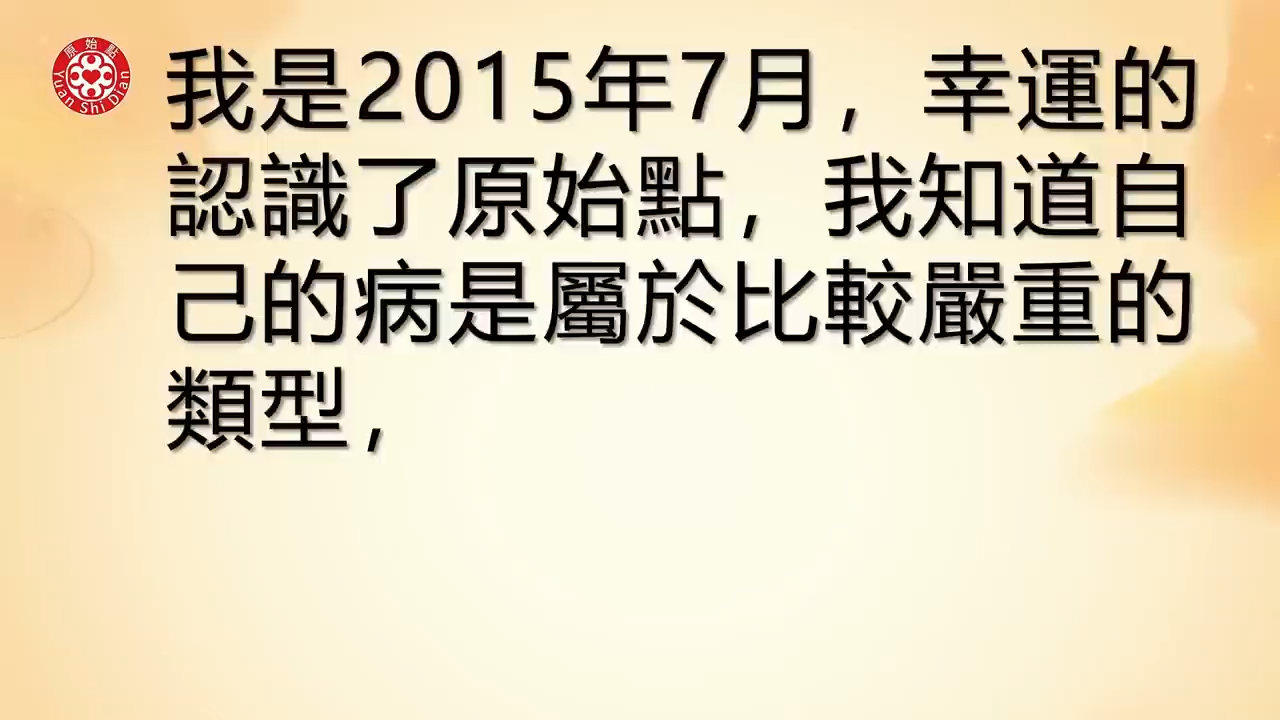 原始點
Yuan Shi Dian
我是2015年7月，幸運的
認識了原始點，我知道自
己的病是屬於比較嚴重的
類型，